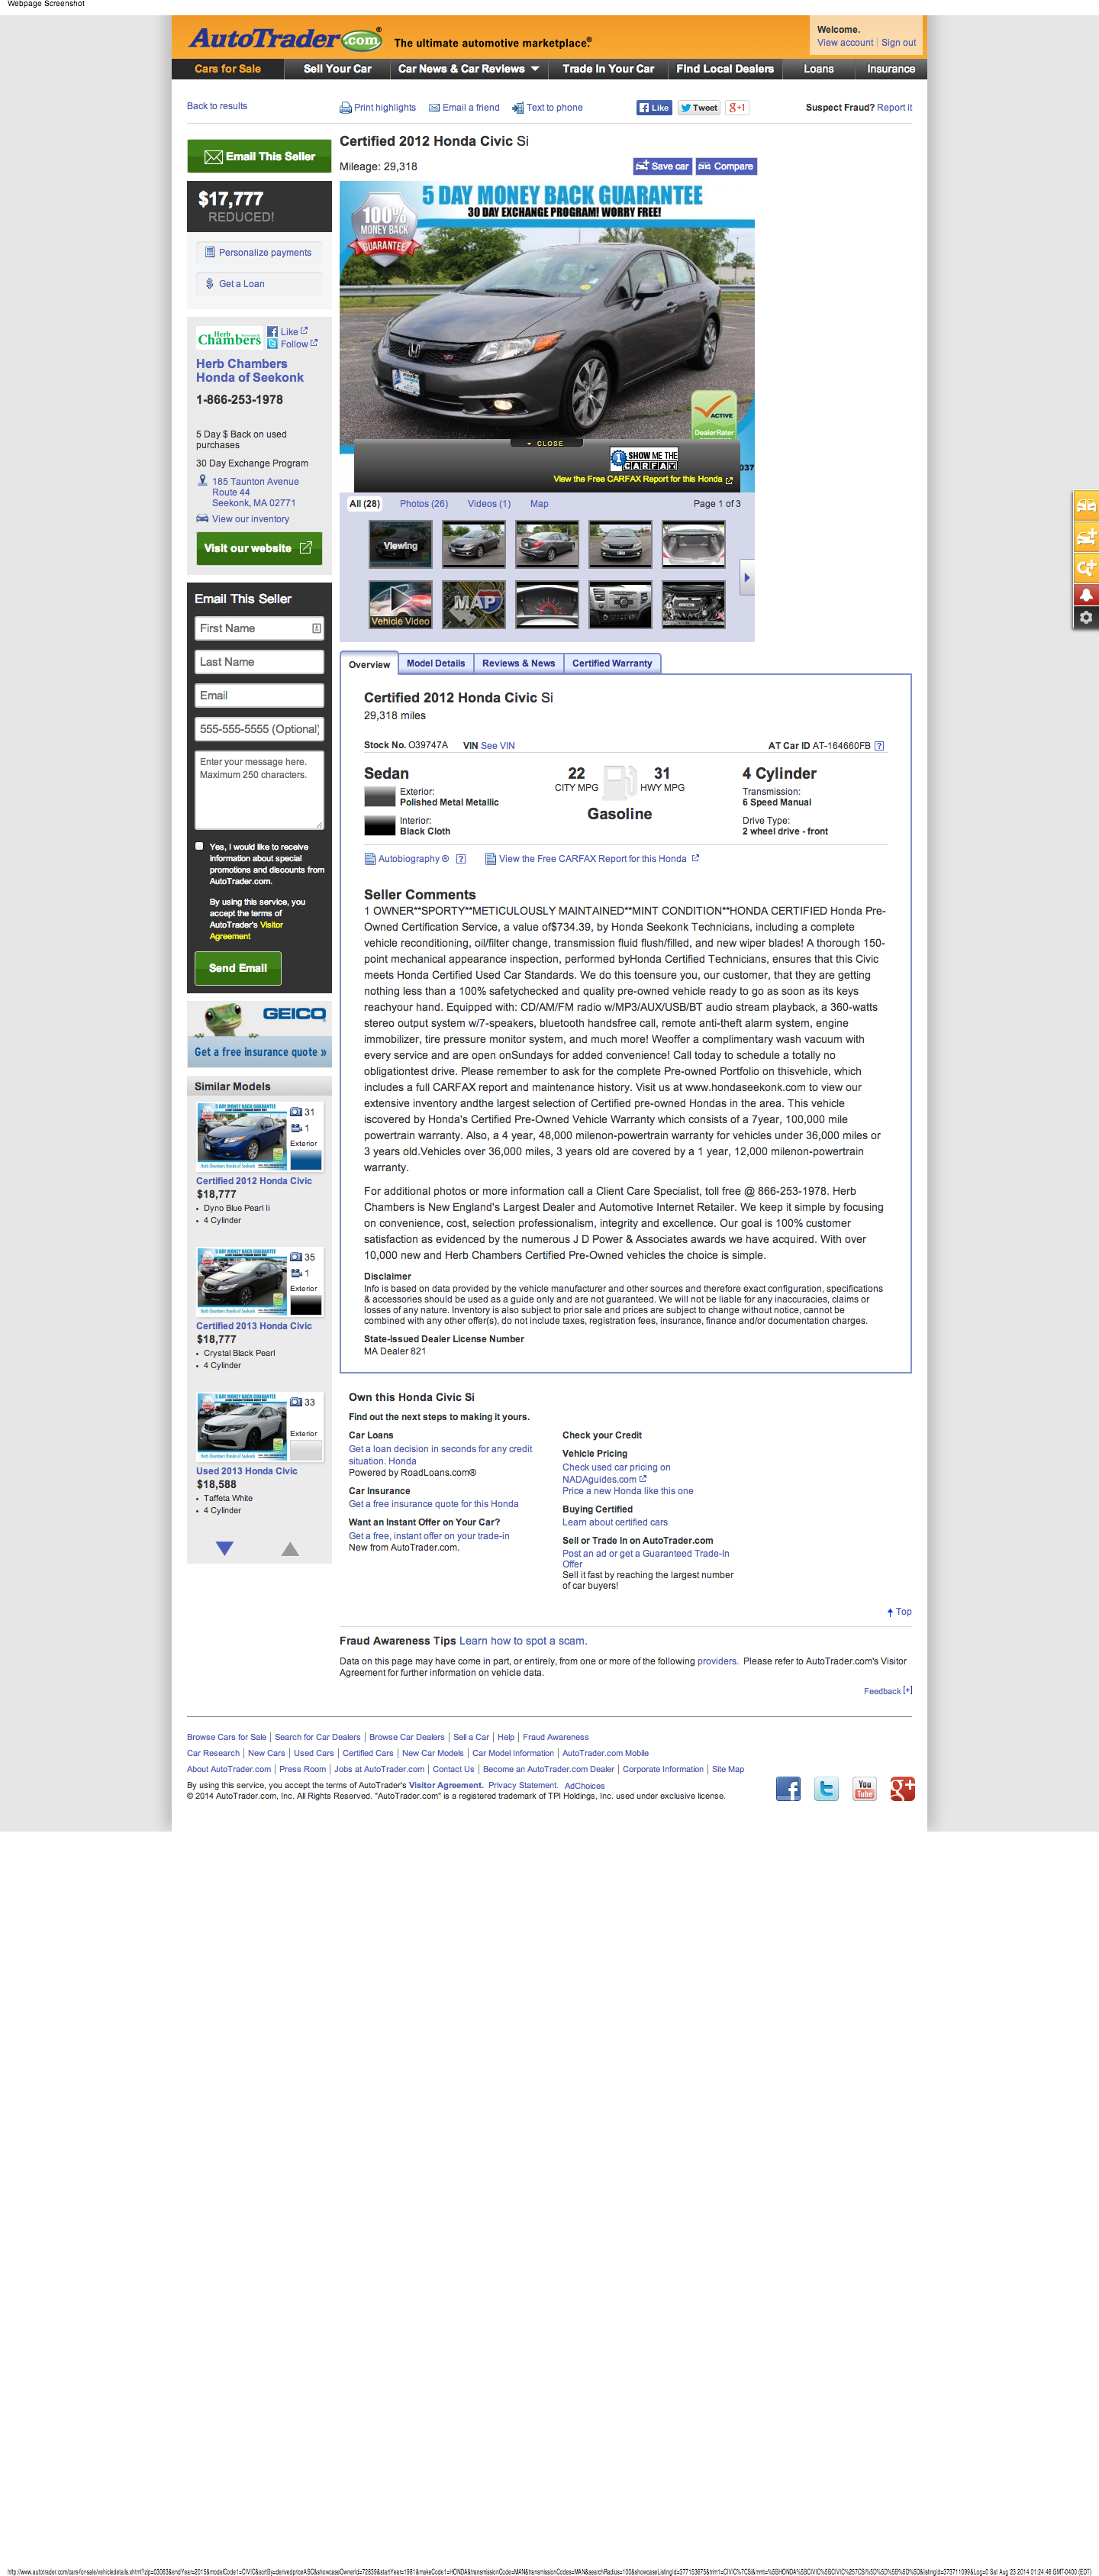 Webpage Screenshot
AutoTrader.com® The ultimate automotive marketplace®
Welcome.
View account | Sign out
Cars for Sale Sell Your Car Car News & Car Reviews Trade In Your Car Find Local Dealers Loans Insurance
Back to results
Print highlights Email a friend Text to phone
Like Tweet g+1
Suspect Fraud? Report it
Email This Seller
$17,777
REDUCED!
Personalize payments
Get a Loan
Herb
Chambers
Like
Follow
Herb Chambers
Honda of Seekonk
1-866-253-1978
5 Day $ Back on used
purchases
30 Day Exchange Program
185 Taunton Avenue
Route 44
Seekonk, MA 02771
View our inventory
Visit our website
Email This Seller
First Name
Last Name
Email
555-555-5555 (Optional)
Enter your message here.
Maximum 250 characters.
Yes, I would like to receive
information about special
promotions and discounts from
AutoTrader.com.
By using this service, you
accept the terms of
AutoTrader's Visitor
Agreement
Send Email
GEICO
Get a free insurance quote »
Similar Models
31
1
Exterior
Certified 2012 Honda Civic
$18,777
• Dyno Blue Pearl Ii
• 4 Cylinder
35
1
Exterior
Certified 2013 Honda Civic
$18,777
• Crystal Black Pearl
• 4 Cylinder
33
Exterior
Used 2013 Honda Civic
$18,588
• Taffeta White
• 4 Cylinder
Certified 2012 Honda Civic Si
Mileage: 29,318
Save car Compare
5 DAY MONEY BACK GUARANTEE
30 DAY EXCHANGE PROGRAM! WORRY FREE!
100%
MONEY BACK
GUARANTEE
ACTIVE
DealerRater
CLOSE
SHOW ME THE
CARFAX
037
View the Free CARFAX Report for this Honda
All (28) Photos (26) Videos (1) Map Page 1 of 3
Viewing
Vehicle Video
MAP
Overview Model Details Reviews & News Certified Warranty
Certified 2012 Honda Civic Si
29,318 miles
Stock No. O39747A VIN See VIN AT Car ID AT-164660FB [?]
Sedan
Exterior:
Polished Metal Metallic
Interior:
Black Cloth
22
CITY MPG
31
HWY MPG
Gasoline
4 Cylinder
Transmission:
6 Speed Manual
Drive Type:
2 wheel drive - front
Autobiography ® [?] View the Free CARFAX Report for this Honda
Seller Comments
1 OWNER**SPORTY**METICULOUSLY MAINTAINED**MINT CONDITION**HONDA CERTIFIED Honda Pre-
Owned Certification Service, a value of$734.39, by Honda Seekonk Technicians, including a complete
vehicle reconditioning, oil/filter change, transmission fluid flush/filled, and new wiper blades! A thorough 150-
point mechanical appearance inspection, performed byHonda Certified Technicians, ensures that this Civic
meets Honda Certified Used Car Standards. We do this toensure you, our customer, that they are getting
nothing less than a 100% safetychecked and quality pre-owned vehicle ready to go as soon as its keys
reachyour hand. Equipped with: CD/AM/FM radio w/MP3/AUX/USB/BT audio stream playback, a 360-watts
stereo output system w/7-speakers, bluetooth handsfree call, remote anti-theft alarm system, engine
immobilizer, tire pressure monitor system, and much more! Weoffer a complimentary wash vacuum with
every service and are open onSundays for added convenience! Call today to schedule a totally no
obligationtest drive. Please remember to ask for the complete Pre-owned Portfolio on thisvehicle, which
includes a full CARFAX report and maintenance history. Visit us at www.hondaseekonk.com to view our
extensive inventory andthe largest selection of Certified pre-owned Hondas in the area. This vehicle
iscovered by Honda's Certified Pre-Owned Vehicle Warranty which consists of a 7year, 100,000 mile
powertrain warranty. Also, a 4 year, 48,000 milenon-powertrain warranty for vehicles under 36,000 miles or
3 years old.Vehicles over 36,000 miles, 3 years old are covered by a 1 year, 12,000 milenon-powertrain
warranty.
For additional photos or more information call a Client Care Specialist, toll free @ 866-253-1978. Herb
Chambers is New England's Largest Dealer and Automotive Internet Retailer. We keep it simple by focusing
on convenience, cost, selection professionalism, integrity and excellence. Our goal is 100% customer
satisfaction as evidenced by the numerous J D Power & Associates awards we have acquired. With over
10,000 new and Herb Chambers Certified Pre-Owned vehicles the choice is simple.
Disclaimer
Info is based on data provided by the vehicle manufacturer and other sources and therefore exact configuration, specifications
& accessories should be used as a guide only and are not guaranteed. We will not be liable for any inaccuracies, claims or
losses of any nature. Inventory is also subject to prior sale and prices are subject to change without notice, cannot be
combined with any other offer(s), do not include taxes, registration fees, insurance, finance and/or documentation charges.
State-Issued Dealer License Number
MA Dealer 821
Own this Honda Civic Si
Find out the next steps to making it yours.
Car Loans
Get a loan decision in seconds for any credit
situation. Honda
Powered by RoadLoans.com®
Car Insurance
Get a free insurance quote for this Honda
Want an Instant Offer on Your Car?
Get a free, instant offer on your trade-in
New from AutoTrader.com.
Check your Credit
Vehicle Pricing
Check used car pricing on
NADAguides.com
Price a new Honda like this one
Buying Certified
Learn about certified cars
Sell or Trade In on AutoTrader.com
Post an ad or get a Guaranteed Trade-In
Offer
Sell it fast by reaching the largest number
of car buyers!
Top
Fraud Awareness Tips Learn how to spot a scam.
Data on this page may have come in part, or entirely, from one or more of the following providers. Please refer to AutoTrader.com's Visitor
Agreement for further information on vehicle data.
Feedback [+]
Browse Cars for Sale | Search for Car Dealers | Browse Car Dealers | Sell a Car | Help | Fraud Awareness
Car Research | New Cars | Used Cars | Certified Cars | New Car Models | Car Model Information | AutoTrader.com Mobile
About AutoTrader.com | Press Room | Jobs at AutoTrader.com | Contact Us | Become an AutoTrader.com Dealer | Corporate Information | Site Map
By using this service, you accept the terms of AutoTrader's Visitor Agreement. Privacy Statement. AdChoices
© 2014 AutoTrader.com, Inc. All Rights Reserved. "AutoTrader.com" is a registered trademark of TPI Holdings, Inc. used under exclusive license.
You
Tube